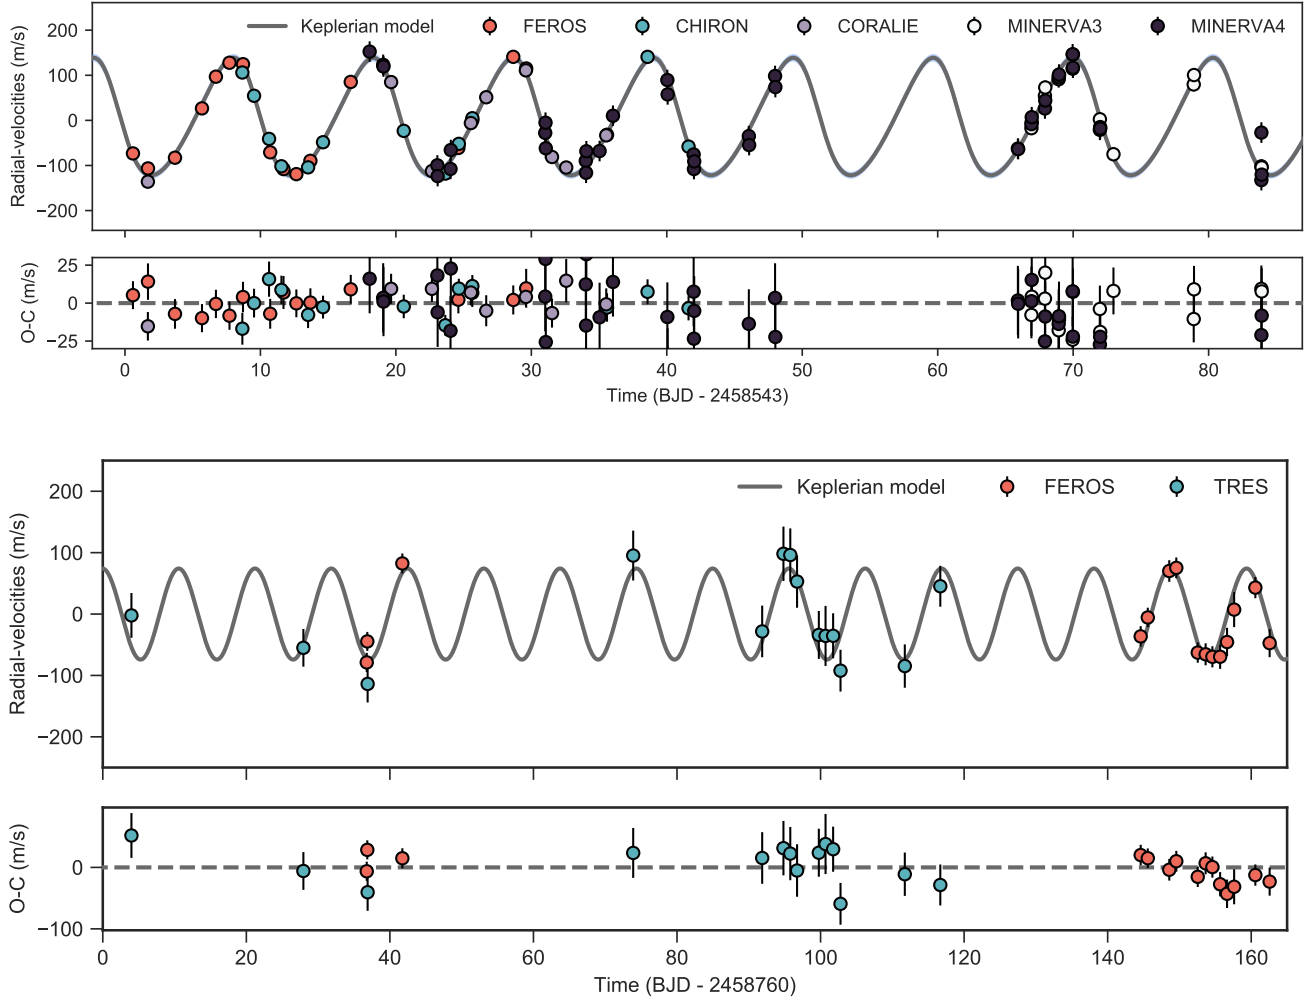 Keplerian model FEROS CHIRON CORALIE MINERVA3 MINERVA4
Radial-velocities (m/s)
200
100
0
−100
−200
O-C (m/s)
25
0
−25
0 10 20 30 40 50 60 70 80
Time (BJD - 2458543)
Keplerian model FEROS TRES
Radial-velocities (m/s)
200
100
0
−100
−200
O-C (m/s)
0
−100
0 20 40 60 80 100 120 140 160
Time (BJD - 2458760)